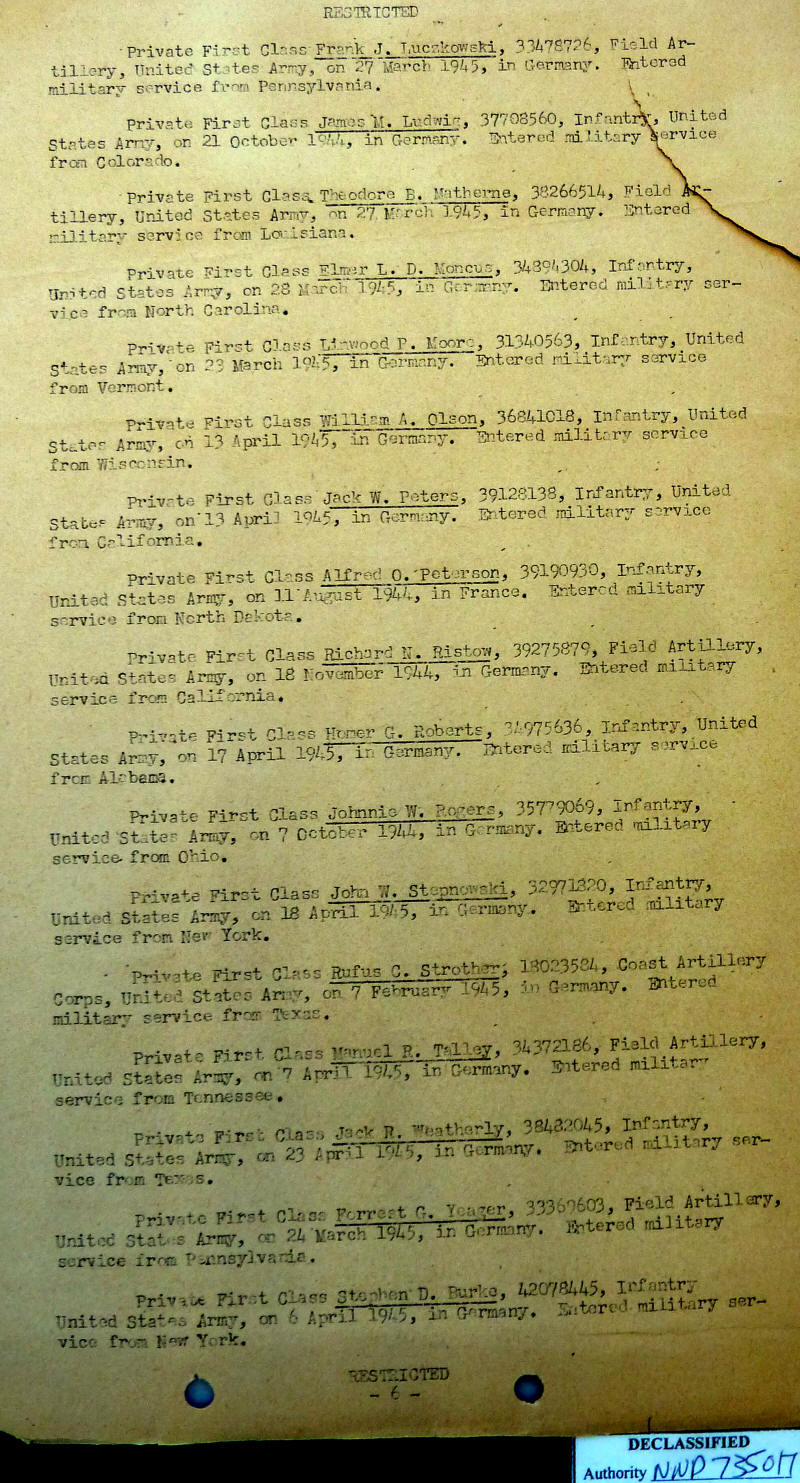 RESTRICTED
Private First Class Frank J. Luczkowski, 33478726, Field Ar-
tillery, United States Army, on 27 March 1945, in Germany. Entered
military service from Pennsylvania.
Private First Class James M. Ludwig, 37708560, Infantry, United
States Army, on 21 October 1944, in Germany. Entered military service
from Colorado.
Private First Class Theodore E. Matherne, 38266514, Field Ar-
tillery, United States Army, on 27 March 1945, in Germany. Entered
military service from Louisiana.
Private First Class Elmer L. D. Moncus, 34894304, Infantry,
United States Army, on 28 March 1945, in Germany. Entered military ser-
vice from North Carolina.
Private First Class Linwood P. Moore, 31340563, Infantry, United
States Army, on 23 March 1945, in Germany. Entered military service
from Vermont.
Private First Class William A. Olson, 36841018, Infantry, United
States Army, on 13 April 1945, in Germany. Entered military service
from Wisconsin.
Private First Class Jack W. Peters, 39128138, Infantry, United
States Army, on 13 April 1945, in Germany. Entered military service
from California.
Private First Class Alfred O. Peterson, 39190930, Infantry,
United States Army, on 11 August 1944, in France. Entered military
service from North Dakota.
Private First Class Richard N. Ristow, 39275879, Field Artillery,
United States Army, on 18 November 1944, in Germany. Entered military
service from California.
Private First Class Homer G. Roberts, 34975636, Infantry, United
States Army, on 17 April 1945, in Germany. Entered military service
from Alabama.
Private First Class Johnnie W. Rogers, 35779069, Infantry,
United States Army, on 7 October 1944, in Germany. Entered military
service from Ohio.
Private First Class John W. Stepnowski, 32971820, Infantry,
United States Army, on 18 April 1945, in Germany. Entered military
service from New York.
Private First Class Rufus C. Strother, 18023584, Coast Artillery
Corps, United States Army, on 7 February 1945, in Germany. Entered
military service from Texas.
Private First Class Manuel R. Talley, 34372186, Field Artillery,
United States Army, on 7 April 1945, in Germany. Entered military
service from Tennessee.
Private First Class Jack R. Weatherly, 38482045, Infantry,
United States Army, on 23 April 1945, in Germany. Entered military ser-
vice from Texas.
Private First Class Forrest G. Yeager, 33369603, Field Artillery,
United States Army, on 24 March 1945, in Germany. Entered military
service from Pennsylvania.
Private First Class Stephen D. Burke, 42078445, Infantry
United States Army, on 6 April 1945, in Germany. Entered military ser-
vice from New York.
RESTRICTED
- 6 -
DECLASSIFIED
Authority NND 735017